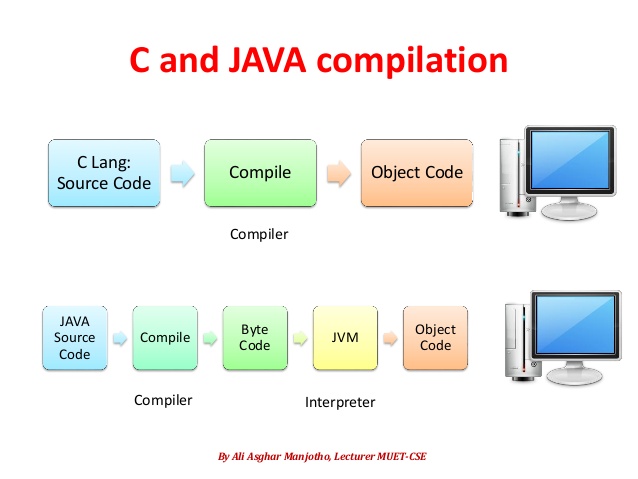 C and JAVA compilation
C Lang:
Source Code
Compile
Object Code
Compiler
JAVA
Source
Code
Compile
Byte
Code
JVM
Object
Code
Compiler
Interpreter
By Ali Asghar Manjotho, Lecturer MUET-CSE